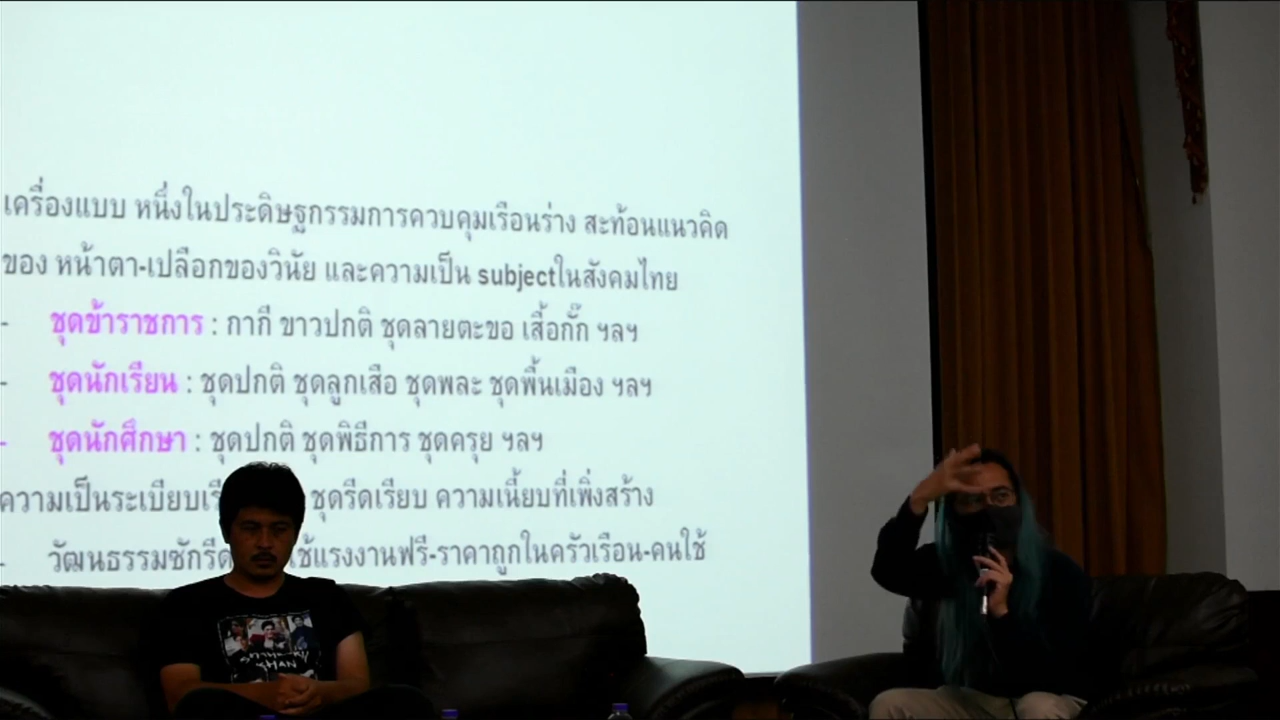 เครื่องแบบ หนึ่งในประดิษฐกรรมการควบคุมเรือนร่าง สะท้อนแนวคิด
ของ หน้าตา-เปลือกของวินัย และความเป็น subjectในสังคมไทย
- ชุดข้าราชการ : กากี ขาวปกติ ชุดลายตะขอ เสื้อกั๊ก ฯลฯ
- ชุดนักเรียน : ชุดปกติ ชุดลูกเสือ ชุดพละ ชุดพื้นเมือง ฯลฯ
- ชุดนักศึกษา : ชุดปกติ ชุดพิธีการ ชุดครุย ฯลฯ
ความเป็นระเบียบ ชุดรีดเรียบ ความเนี้ยบที่เพิ่งสร้าง
- วัฒนธรรมซักรีด ใช้แรงงานฟรี-ราคาถูกในครัวเรือน-คนใช้
KHAN